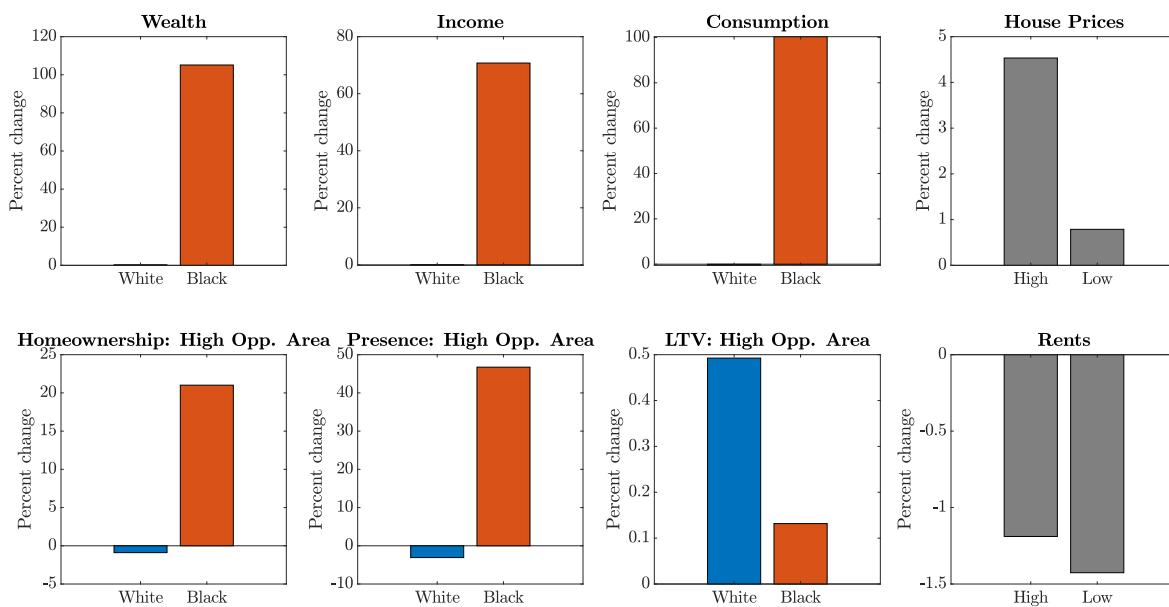 Wealth
Percent change
120
100
80
60
40
20
0
White Black
Income
Percent change
80
60
40
20
0
White Black
Consumption
Percent change
100
80
60
40
20
0
White Black
House Prices
Percent change
5
4
3
2
1
0
High Low
Homeownership: High Opp. Area
Percent change
25
20
15
10
5
0
-5
White Black
Presence: High Opp. Area
Percent change
50
40
30
20
10
0
-10
White Black
LTV: High Opp. Area
Percent change
0.5
0.4
0.3
0.2
0.1
0
White Black
Rents
Percent change
0
-0.5
-1
-1.5
High Low